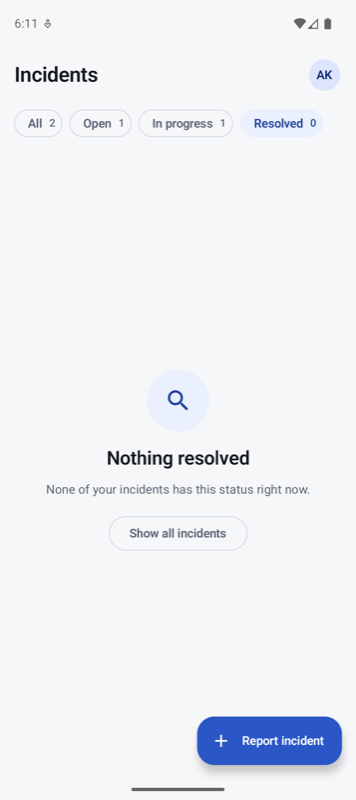 6:11
Incidents
AK
All 2
Open 1
In progress 1
Resolved 0
Nothing resolved
None of your incidents has this status right now.
Show all incidents
Report incident